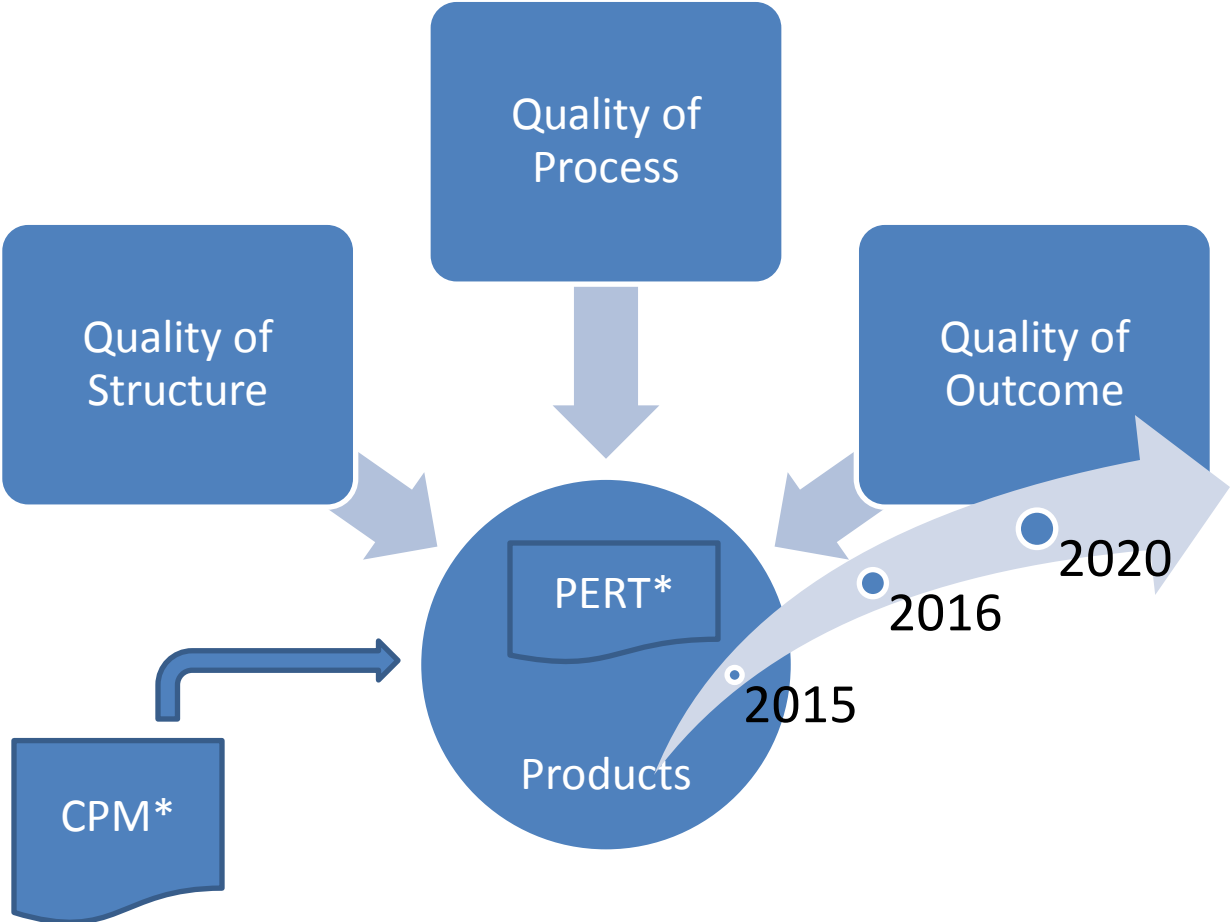 Quality of
Process
Quality of
Structure
Quality of
Outcome
PERT*
2020
2016
2015
Products
CPM*